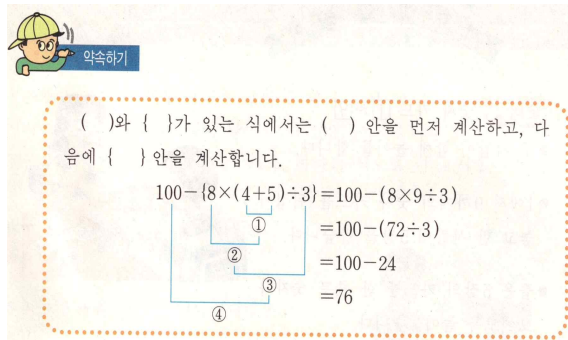 약속하기
( )와 { }가 있는 식에서는 ( ) 안을 먼저 계산하고, 다
음에 { } 안을 계산합니다.
100-{8×(4+5)÷3}=100-(8×9÷3)
① =100-(72÷3)
② =100-24
③ =76
④